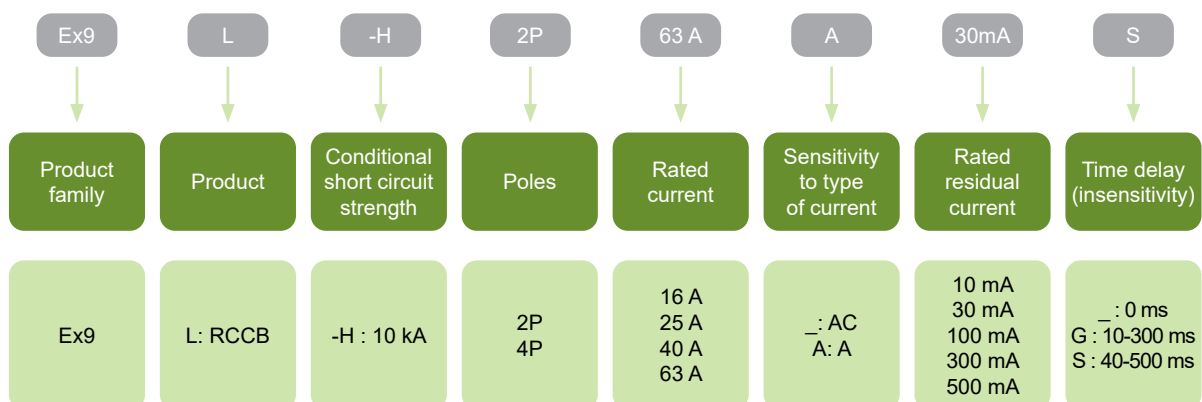 Ex9
L
-H
2P
63 A
A
30mA
S
Product
family
Product
Conditional
short circuit
strength
Poles
Rated
current
Sensitivity
to type
of current
Rated
residual
current
Time delay
(insensitivity)
Ex9
L: RCCB
-H : 10 kA
2P
4P
16 A
25 A
40 A
63 A
_: AC
A: A
10 mA
30 mA
100 mA
300 mA
500 mA
_ : 0 ms
G : 10-300 ms
S : 40-500 ms